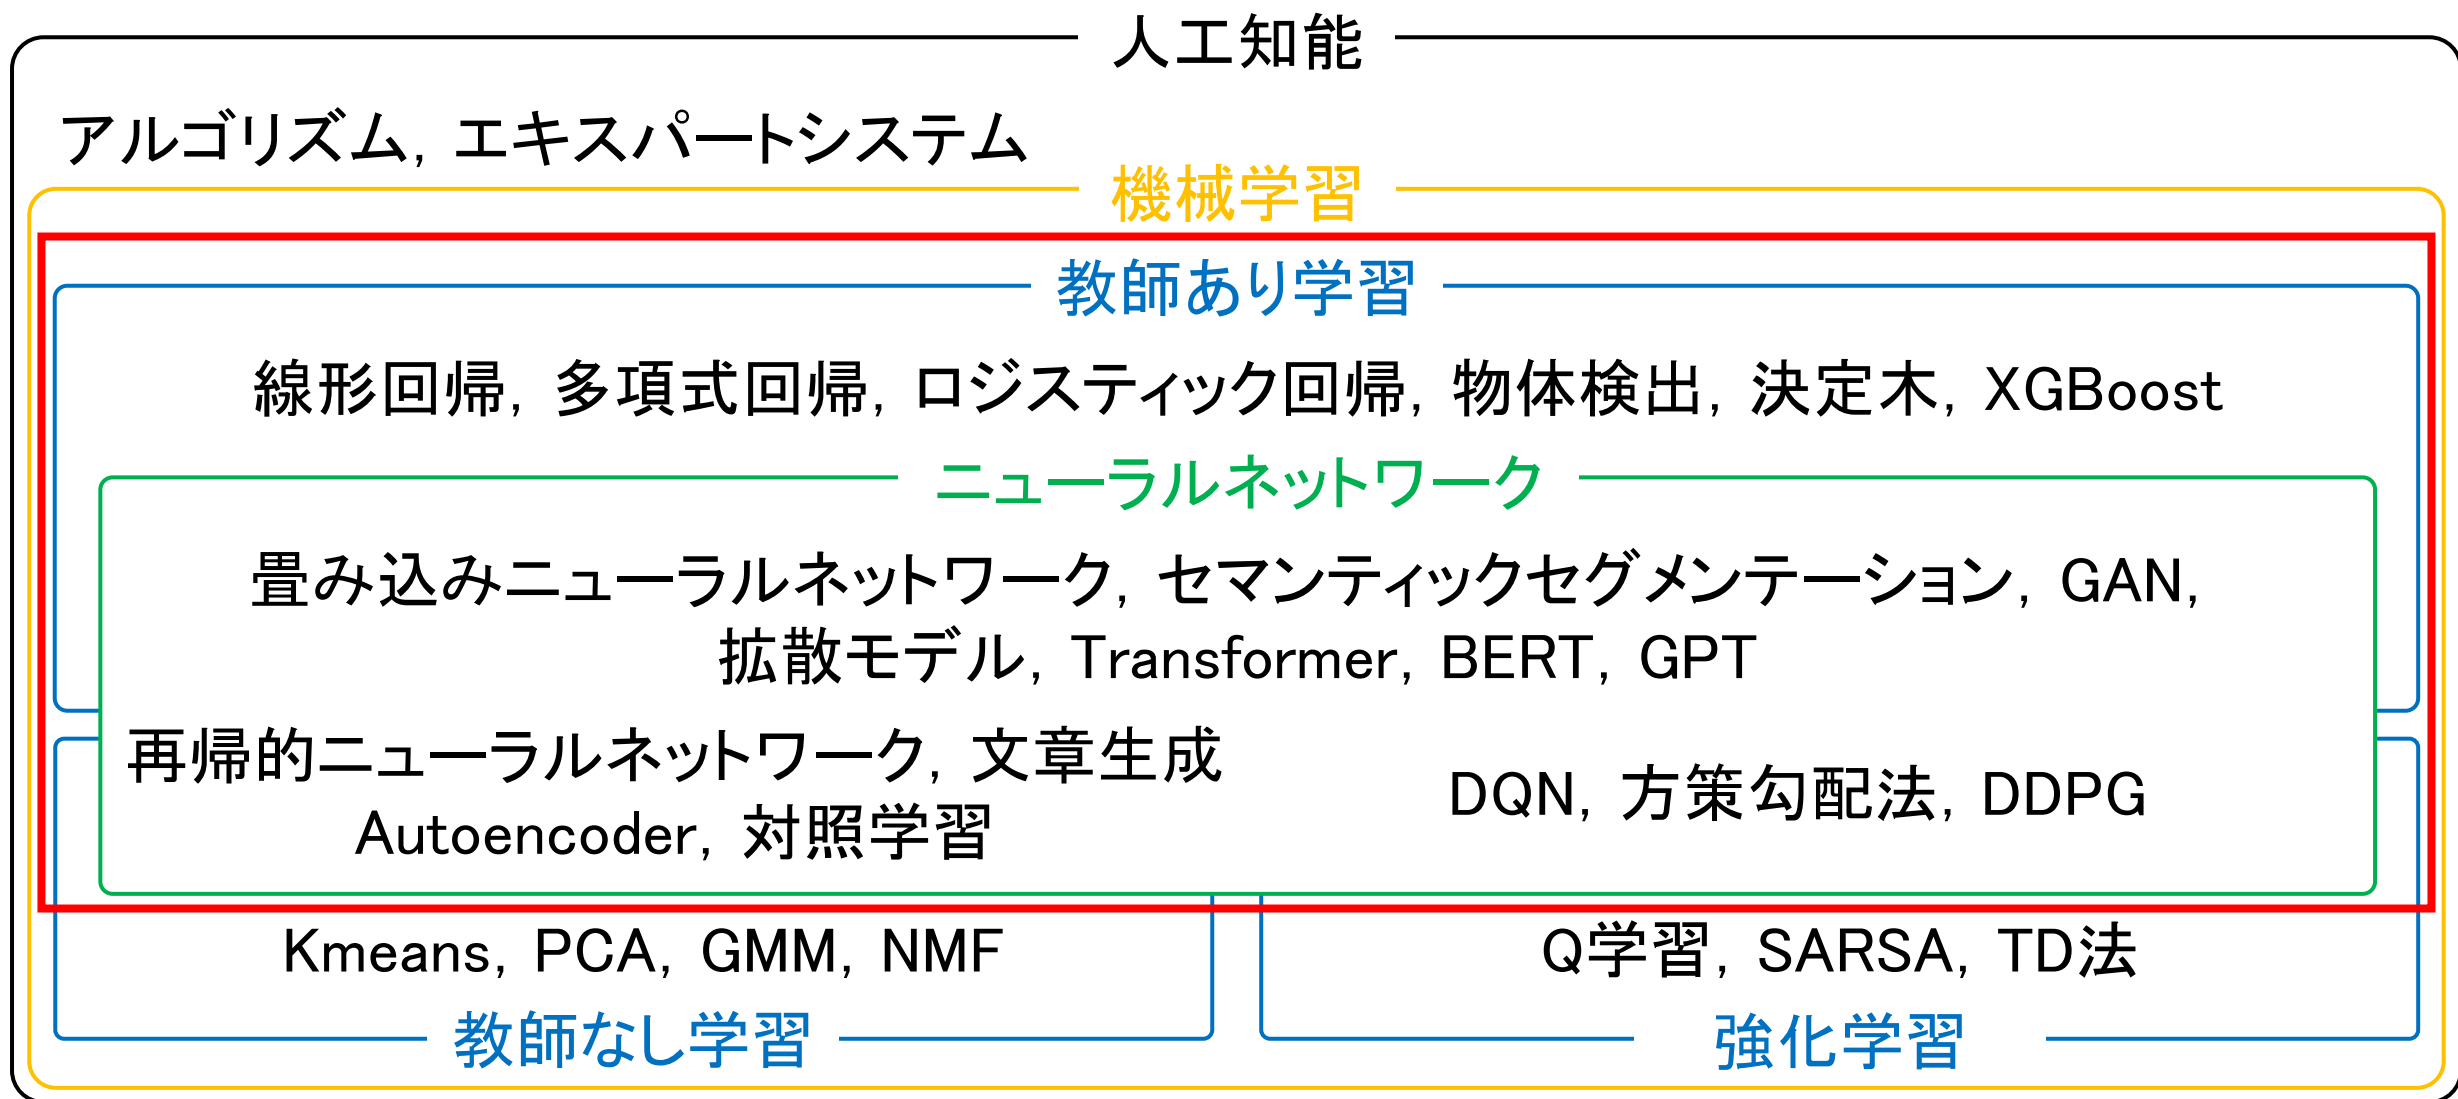 人工知能
アルゴリズム, エキスパートシステム
機械学習
教師あり学習
線形回帰, 多項式回帰, ロジスティック回帰, 物体検出, 決定木, XGBoost
ニューラルネットワーク
畳み込みニューラルネットワーク, セマンティックセグメンテーション, GAN,
拡散モデル, Transformer, BERT, GPT
再帰的ニューラルネットワーク, 文章生成
Autoencoder, 対照学習
DQN, 方策勾配法, DDPG
Kmeans, PCA, GMM, NMF
Q学習, SARSA, TD法
教師なし学習
強化学習